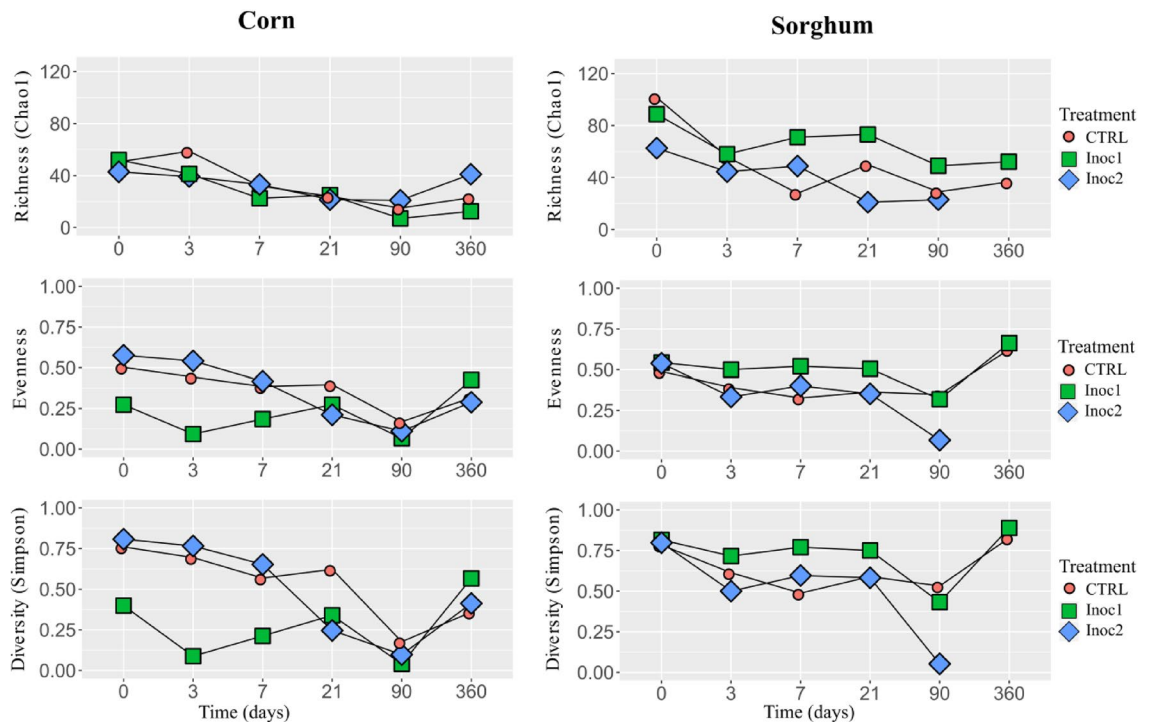 Corn
Richness (Chao1)
120
80
40
0
0 3 7 21 90 360
Evenness
1.00
0.75
0.50
0.25
0.00
0 3 7 21 90 360
Diversity (Simpson)
1.00
0.75
0.50
0.25
0.00
0 3 7 21 90 360
Time (days)
Sorghum
Richness (Chao1)
120
80
40
0
0 3 7 21 90 360
Treatment
CTRL
Inoc1
Inoc2
Evenness
1.00
0.75
0.50
0.25
0.00
0 3 7 21 90 360
Treatment
CTRL
Inoc1
Inoc2
Diversity (Simpson)
1.00
0.75
0.50
0.25
0.00
0 3 7 21 90 360
Time (days)
Treatment
CTRL
Inoc1
Inoc2